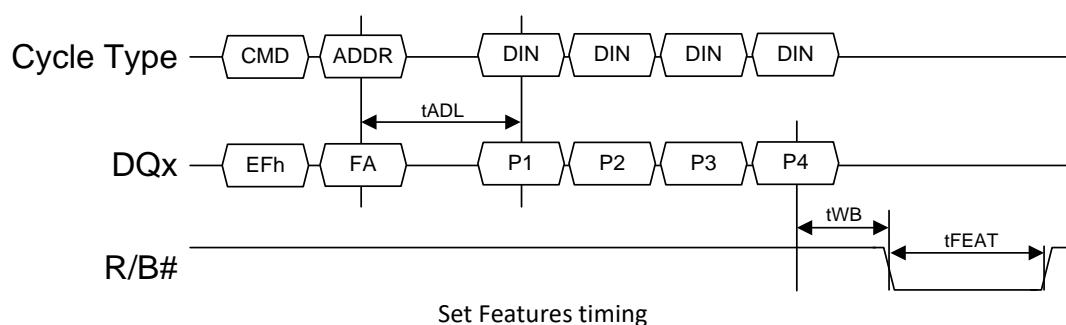 Cycle Type CMD ADDR DIN DIN DIN DIN
tADL
DQx EFh FA P1 P2 P3 P4
tWB
tFEAT
R/B#
Set Features timing